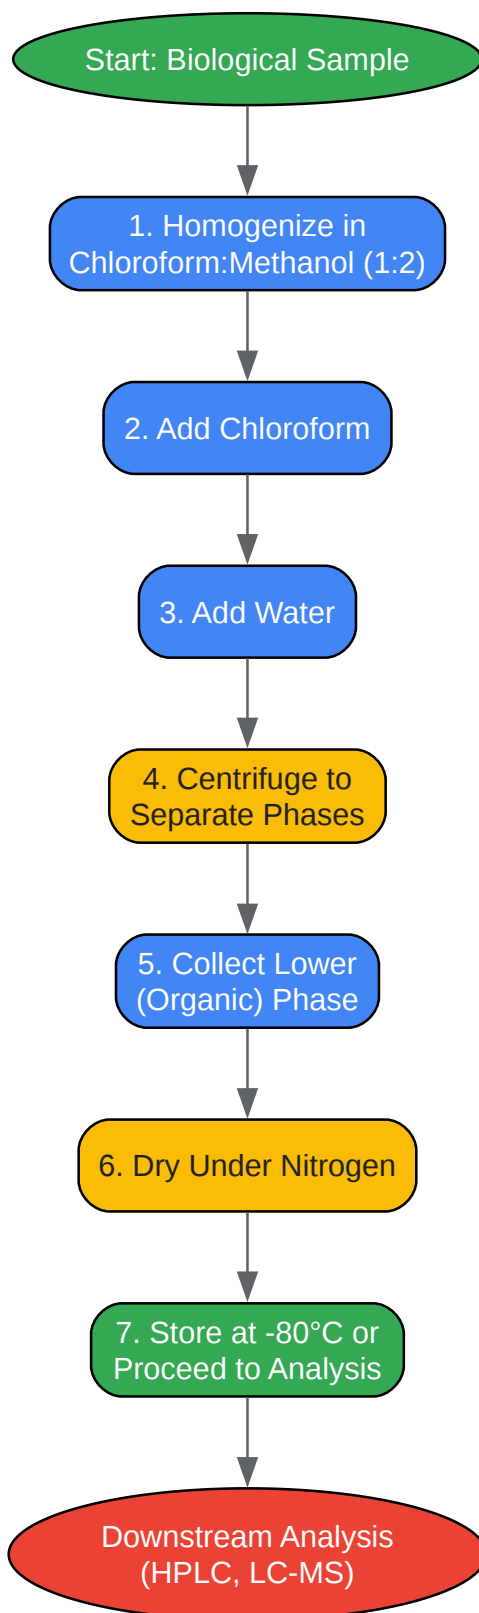 Start: Biological Sample
1. Homogenize in
Chloroform:Methanol (1:2)
2. Add Chloroform
3. Add Water
4. Centrifuge to
Separate Phases
5. Collect Lower
(Organic) Phase
6. Dry Under Nitrogen
7. Store at -80°C or
Proceed to Analysis
Downstream Analysis
(HPLC, LC-MS)